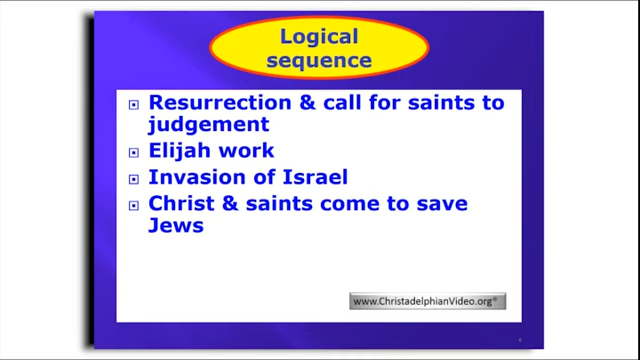 Logical
sequence
Resurrection & call for saints to
judgement
Elijah work
Invasion of Israel
Christ & saints come to save
Jews
www.ChristadelphianVideo.org®